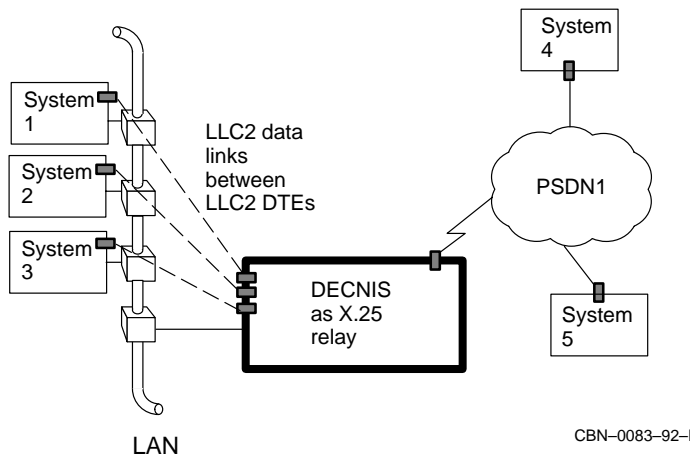 System
4
System
1
LLC2 data
links
between
LLC2 DTEs
System
2
PSDN1
System
3
DECNIS
as X.25
relay
System
5
LAN
CBN–0083–92–I